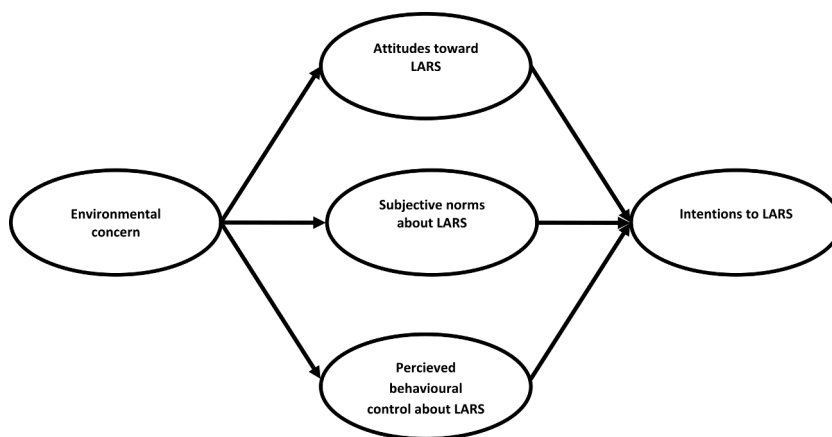 Attitudes toward
LARS
Environmental
concern
Subjective norms
about LARS
Intentions to LARS
Percieved
behavioural
control about LARS